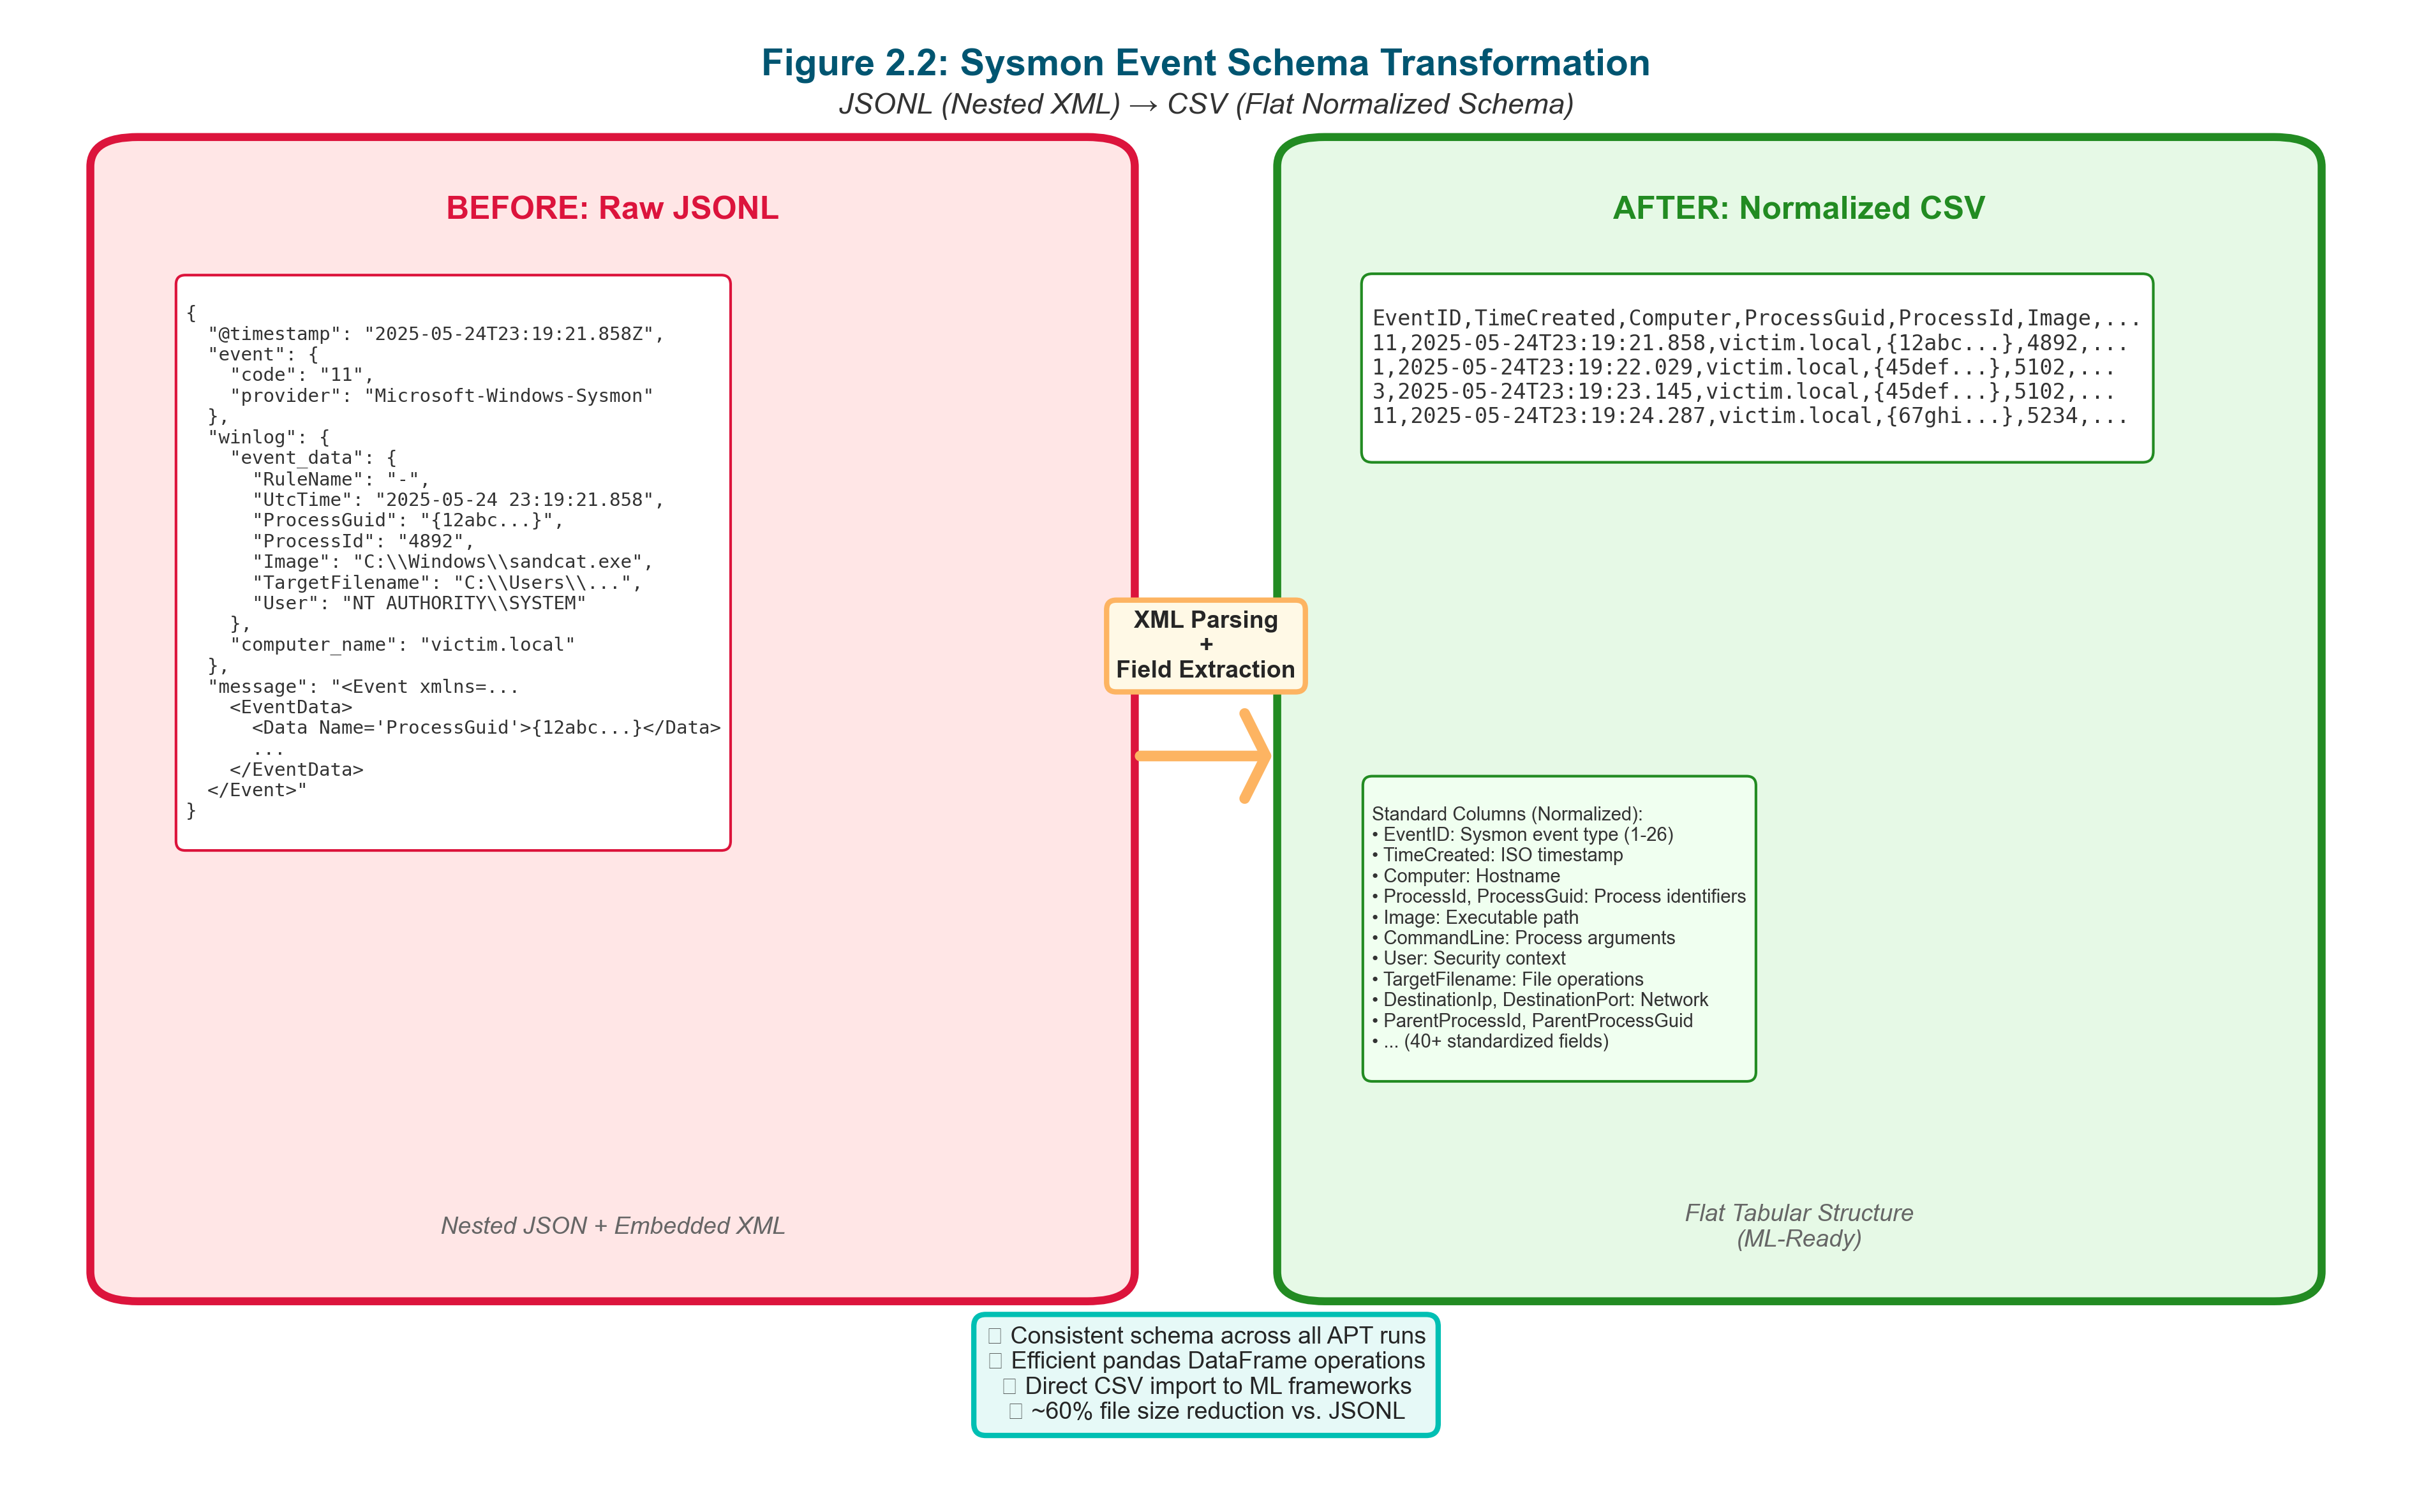 Figure 2.2: Sysmon Event Schema Transformation
JSONL (Nested XML) → CSV (Flat Normalized Schema)
BEFORE: Raw JSONL
{
  "@timestamp": "2025-05-24T23:19:21.858Z",
  "event": {
    "code": "11",
    "provider": "Microsoft-Windows-Sysmon"
  },
  "winlog": {
    "event_data": {
      "RuleName": "-",
      "UtcTime": "2025-05-24 23:19:21.858",
      "ProcessGuid": "{12abc...}",
      "ProcessId": "4892",
      "Image": "C:\\Windows\\sandcat.exe",
      "TargetFilename": "C:\\Users\\...",
      "User": "NT AUTHORITY\\SYSTEM"
    },
    "computer_name": "victim.local"
  },
  "message": "<Event xmlns=...
    <EventData>
      <Data Name='ProcessGuid'>{12abc...}</Data>
      ...
    </EventData>
  </Event>"
}
Nested JSON + Embedded XML
XML Parsing
+
Field Extraction
AFTER: Normalized CSV
EventID,TimeCreated,Computer,ProcessGuid,ProcessId,Image,...
11,2025-05-24T23:19:21.858,victim.local,{12abc...},4892,...
1,2025-05-24T23:19:22.029,victim.local,{45def...},5102,...
3,2025-05-24T23:19:23.145,victim.local,{45def...},5102,...
11,2025-05-24T23:19:24.287,victim.local,{67ghi...},5234,...
Standard Columns (Normalized):
• EventID: Sysmon event type (1-26)
• TimeCreated: ISO timestamp
• Computer: Hostname
• ProcessId, ProcessGuid: Process identifiers
• Image: Executable path
• CommandLine: Process arguments
• User: Security context
• TargetFilename: File operations
• DestinationIp, DestinationPort: Network
• ParentProcessId, ParentProcessGuid
• ... (40+ standardized fields)
Flat Tabular Structure
(ML-Ready)
Consistent schema across all APT runs
Efficient pandas DataFrame operations
Direct CSV import to ML frameworks
~60% file size reduction vs. JSONL